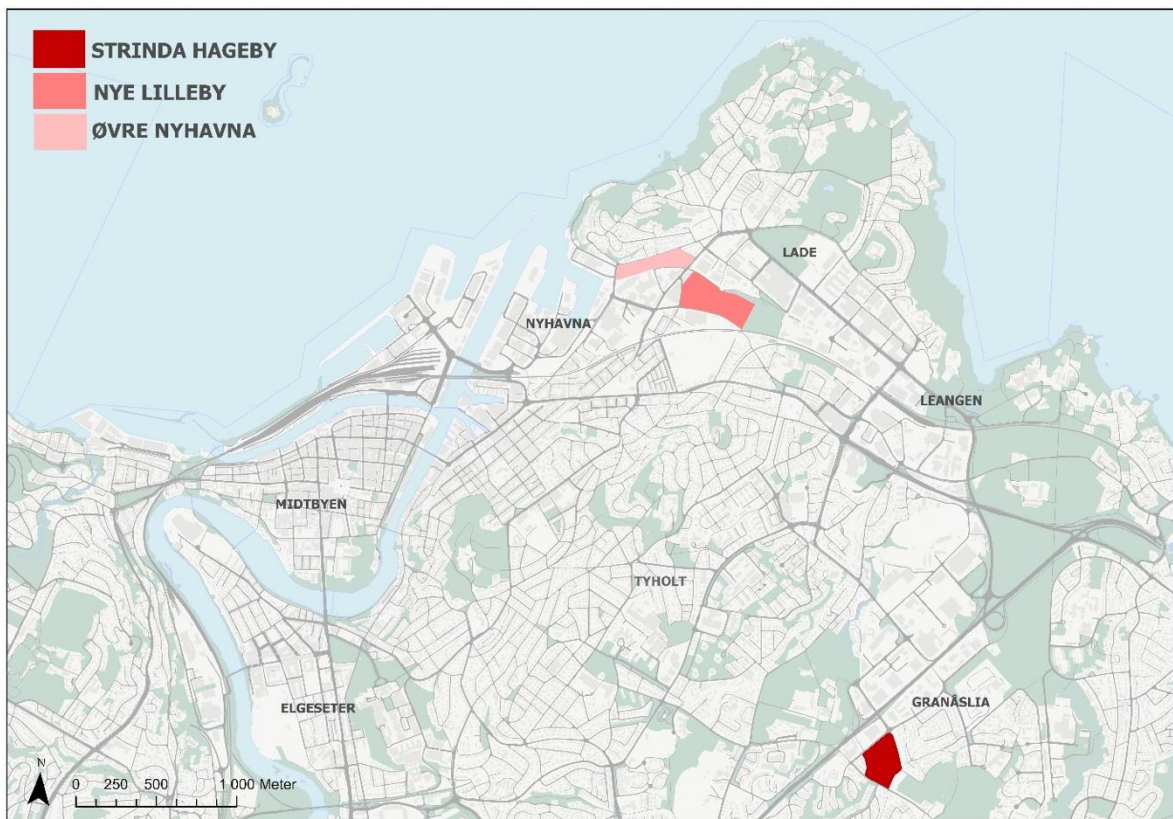 STRINDA HAGEBY
NYE LILLEBY
ØVRE NYHAVNA
LADE
NYHAVNA
LEANGEN
MIDTBYEN
TYHOLT
ELGESETER
GRANÅSLIA
N
0 250 500 1 000 Meter